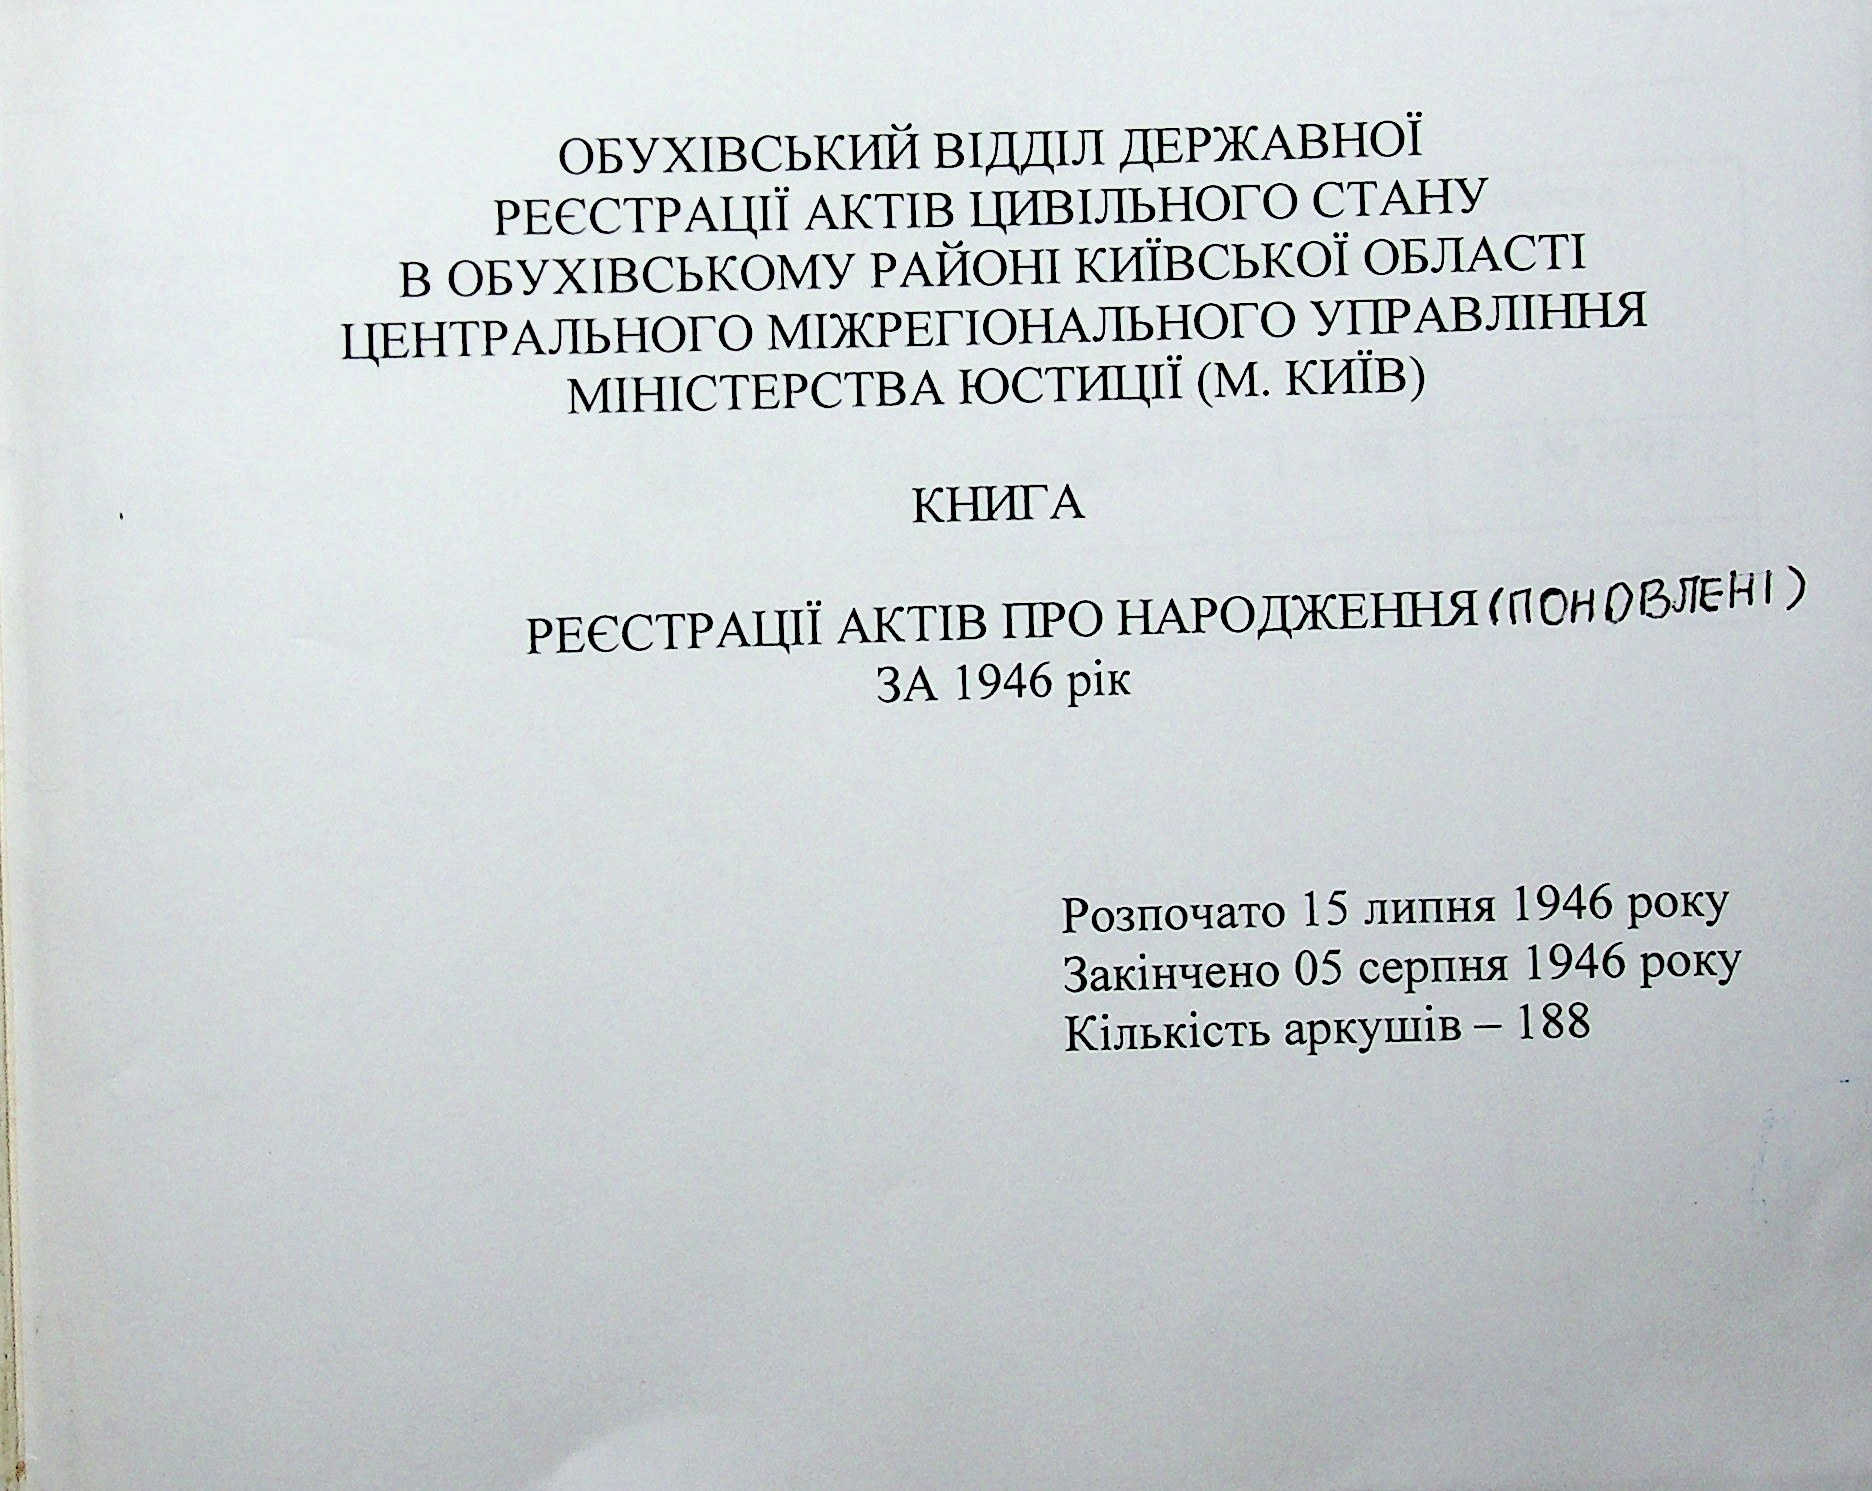 ОБУХІВСЬКИЙ ВІДДІЛ ДЕРЖАВНОЇ
РЕЄСТРАЦІЇ АКТІВ ЦИВІЛЬНОГО СТАНУ
В ОБУХІВСЬКОМУ РАЙОНІ КИЇВСЬКОЇ ОБЛАСТІ
ЦЕНТРАЛЬНОГО МІЖРЕГІОНАЛЬНОГО УПРАВЛІННЯ
МІНІСТЕРСТВА ЮСТИЦІЇ (М. КИЇВ)
КНИГА
РЕЄСТРАЦІЇ АКТІВ ПРО НАРОДЖЕННЯ (ПОНОВЛЕНІ)
ЗА 1946 рік
Розпочато 15 липня 1946 року
Закінчено 05 серпня 1946 року
Кількість аркушів – 188